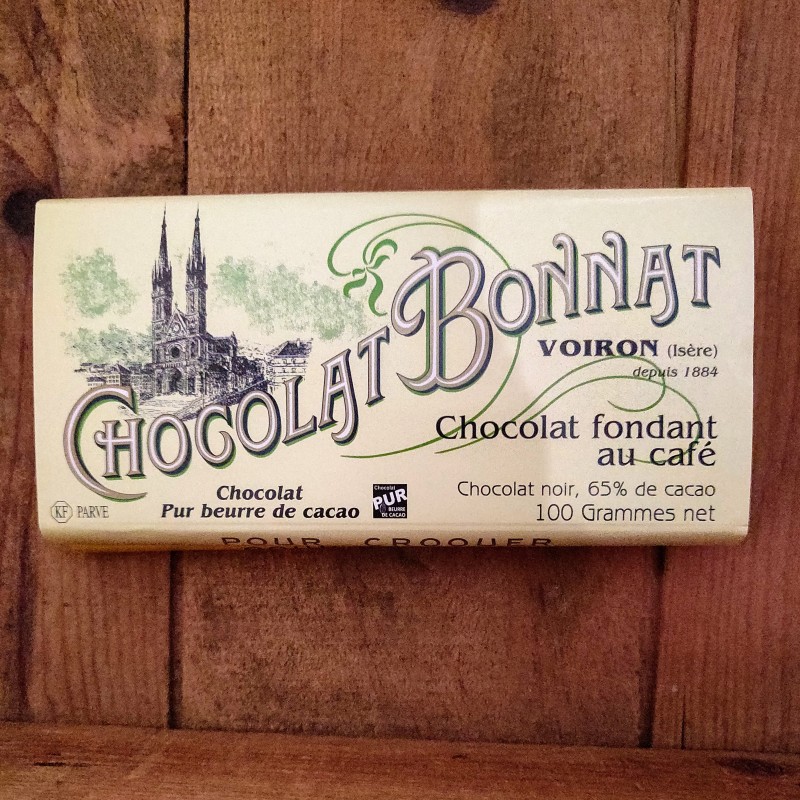 CHOCOLAT BONNAT
VOIRON (Isère)
depuis 1884
Chocolat fondant
au café
Chocolat noir, 65% de cacao
100 Grammes net
Chocolat
Pur beurre de cacao
Chocolat
PUR
BEURRE
DE CACAO
KF PARVE
POUR CROQUER